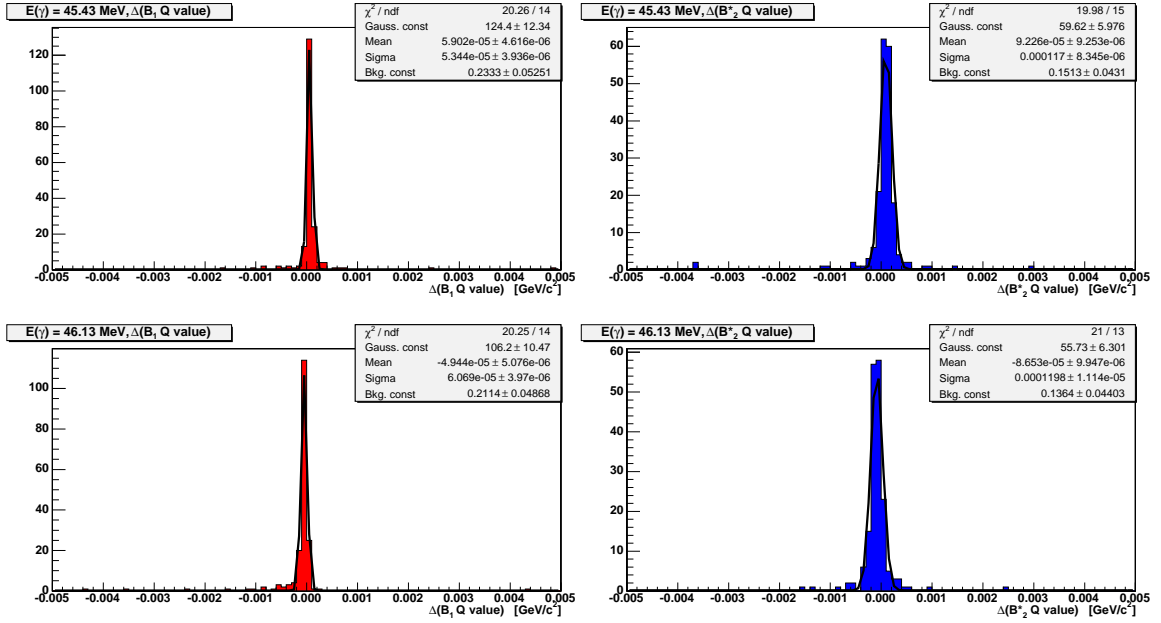 E(γ) = 45.43 MeV, Δ(B₁ Q value)
χ² / ndf 20.26 / 14
Gauss. const 124.4 ± 12.34
Mean 5.902e-05 ± 4.616e-06
Sigma 5.344e-05 ± 3.936e-06
Bkg. const 0.2333 ± 0.05251
120
100
80
60
40
20
0
-0.005 -0.004 -0.003 -0.002 -0.001 0.000 0.001 0.002 0.003 0.004 0.005
Δ(B₁ Q value) [GeV/c²]
E(γ) = 45.43 MeV, Δ(B*₂ Q value)
χ² / ndf 19.98 / 15
Gauss. const 59.62 ± 5.976
Mean 9.226e-05 ± 9.253e-06
Sigma 0.000117 ± 8.345e-06
Bkg. const 0.1513 ± 0.0431
60
50
40
30
20
10
0
-0.005 -0.004 -0.003 -0.002 -0.001 0.000 0.001 0.002 0.003 0.004 0.005
Δ(B*₂ Q value) [GeV/c²]
E(γ) = 46.13 MeV, Δ(B₁ Q value)
χ² / ndf 20.25 / 14
Gauss. const 106.2 ± 10.47
Mean -4.944e-05 ± 5.076e-06
Sigma 6.069e-05 ± 3.97e-06
Bkg. const 0.2114 ± 0.04868
100
80
60
40
20
0
-0.005 -0.004 -0.003 -0.002 -0.001 0.000 0.001 0.002 0.003 0.004 0.005
Δ(B₁ Q value) [GeV/c²]
E(γ) = 46.13 MeV, Δ(B*₂ Q value)
χ² / ndf 21 / 13
Gauss. const 55.73 ± 6.301
Mean -8.653e-05 ± 9.947e-06
Sigma 0.0001198 ± 1.114e-05
Bkg. const 0.1364 ± 0.04403
60
50
40
30
20
10
0
-0.005 -0.004 -0.003 -0.002 -0.001 0.000 0.001 0.002 0.003 0.004 0.005
Δ(B*₂ Q value) [GeV/c²]